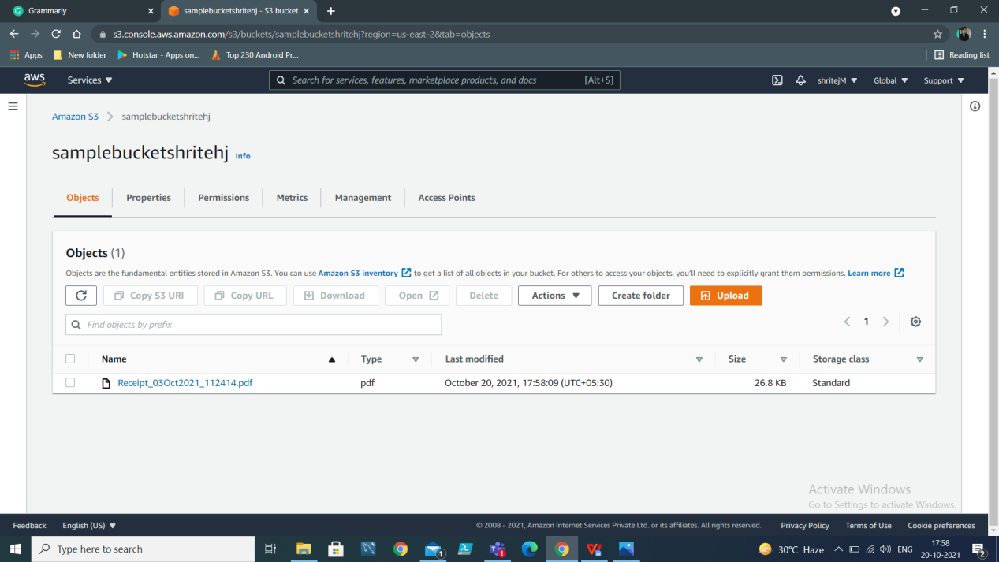 Grammarly
samplebucketshritehj - S3 bucket
s3.console.aws.amazon.com/s3/buckets/samplebucketshritehj?region=us-east-2&tab=objects
Apps New folder Hotstar - Apps on... Top 230 Android Pr... Reading list
aws Services Search for services, features, marketplace products, and docs [Alt+S] shritejM Global Support
Amazon S3 samplebucketshritehj
samplebucketshritehj Info
Objects Properties Permissions Metrics Management Access Points
Objects (1)
Objects are the fundamental entities stored in Amazon S3. You can use Amazon S3 inventory to get a list of all objects in your bucket. For others to access your objects, you'll need to explicitly grant them permissions. Learn more
Copy S3 URI Copy URL Download Open Delete Actions Create folder Upload
Find objects by prefix 1
Name Type Last modified Size Storage class
Receipt_03Oct2021_112414.pdf pdf October 20, 2021, 17:58:09 (UTC+05:30) 26.8 KB Standard
Activate Windows
Go to Settings to activate Windows.
Feedback English (US) © 2008 - 2021, Amazon Internet Services Private Ltd. or its affiliates. All rights reserved. Privacy Policy Terms of Use Cookie preferences
Type here to search 1 1 30°C Haze ENG 17:58
20-10-2021 2